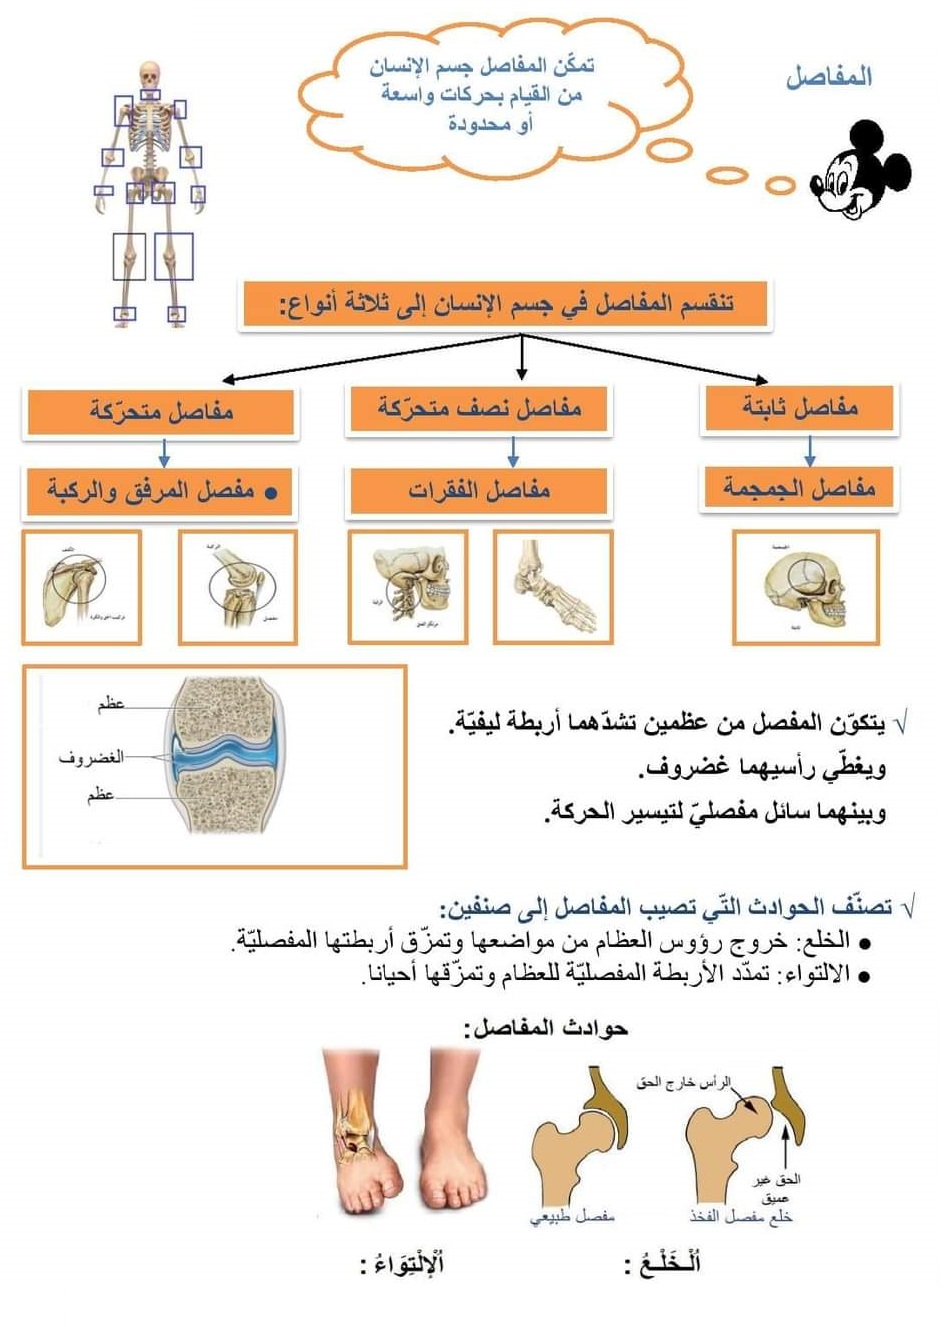 المفاصل
تمكّن المفاصل جسم الإنسان
من القيام بحركات واسعة
أو محدودة
تنقسم المفاصل في جسم الإنسان إلى ثلاثة أنواع:
مفاصل ثابتة
مفاصل نصف متحرّكة
مفاصل متحرّكة
مفاصل الجمجمة
مفاصل الفقرات
• مفصل المرفق والركبة
الجمجمة
الركبة
الكتف
مفصل
√ يتكوّن المفصل من عظمين تشدّهما أربطة ليفيّة.
ويغطّي رأسيهما غضروف.
وبينهما سائل مفصليّ لتيسير الحركة.
عظم
الغضروف
عظم
√ تصنّف الحوادث التّي تصيب المفاصل إلى صنفين:
• الخلع: خروج رؤوس العظام من مواضعها وتمزّق أربطتها المفصليّة.
• الالتواء: تمدّد الأربطة المفصليّة للعظام وتمزّقها أحيانا.
حوادث المفاصل:
الرأس خارج الحق
الحق غير
عميق
خلع مفصل الفخذ
مفصل طبيعي
اُلْخَلْعُ :
اُلْإلْتِوَاءُ :